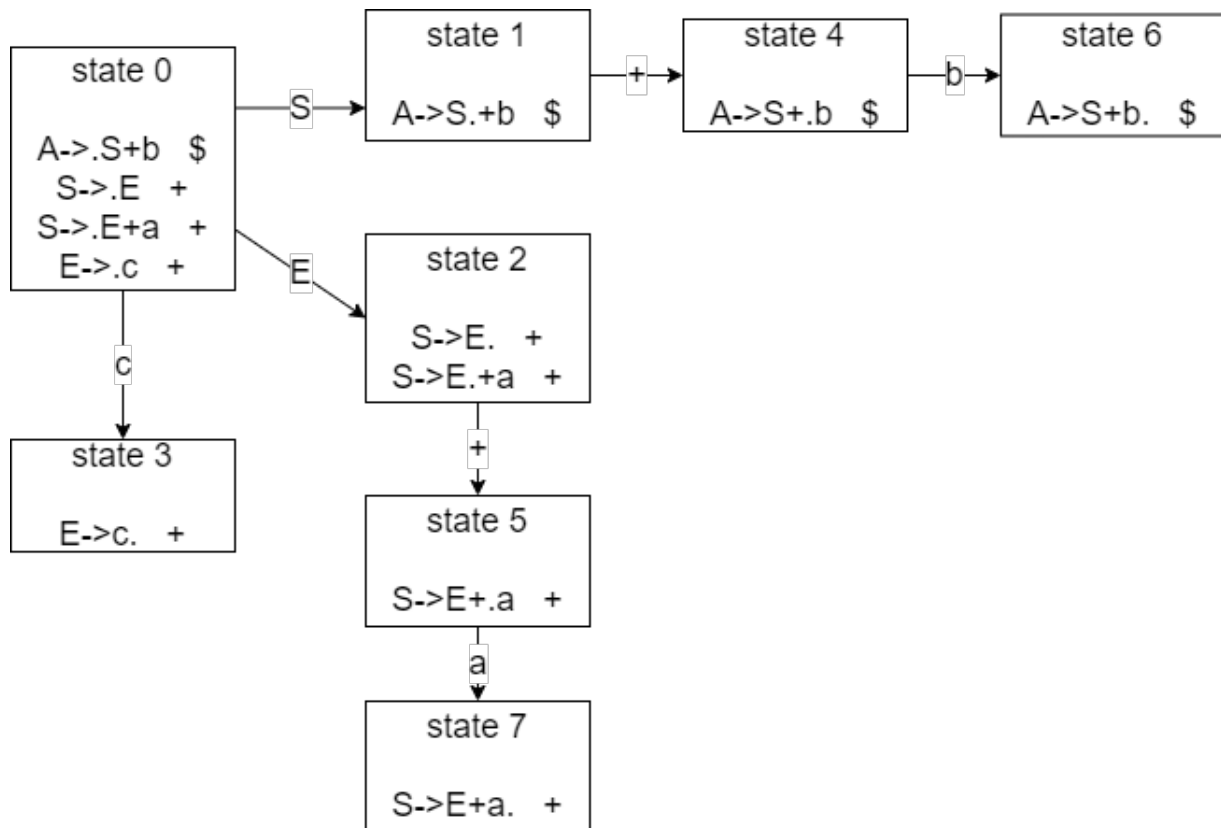 state 0
A->.S+b $
S->.E +
S->.E+a +
E->.c +
S
state 1
A->S.+b $
+
state 4
A->S+.b $
b
state 6
A->S+b. $
E
state 2
S->E. +
S->E.+a +
c
state 3
E->c. +
+
state 5
S->E+.a +
a
state 7
S->E+a. +